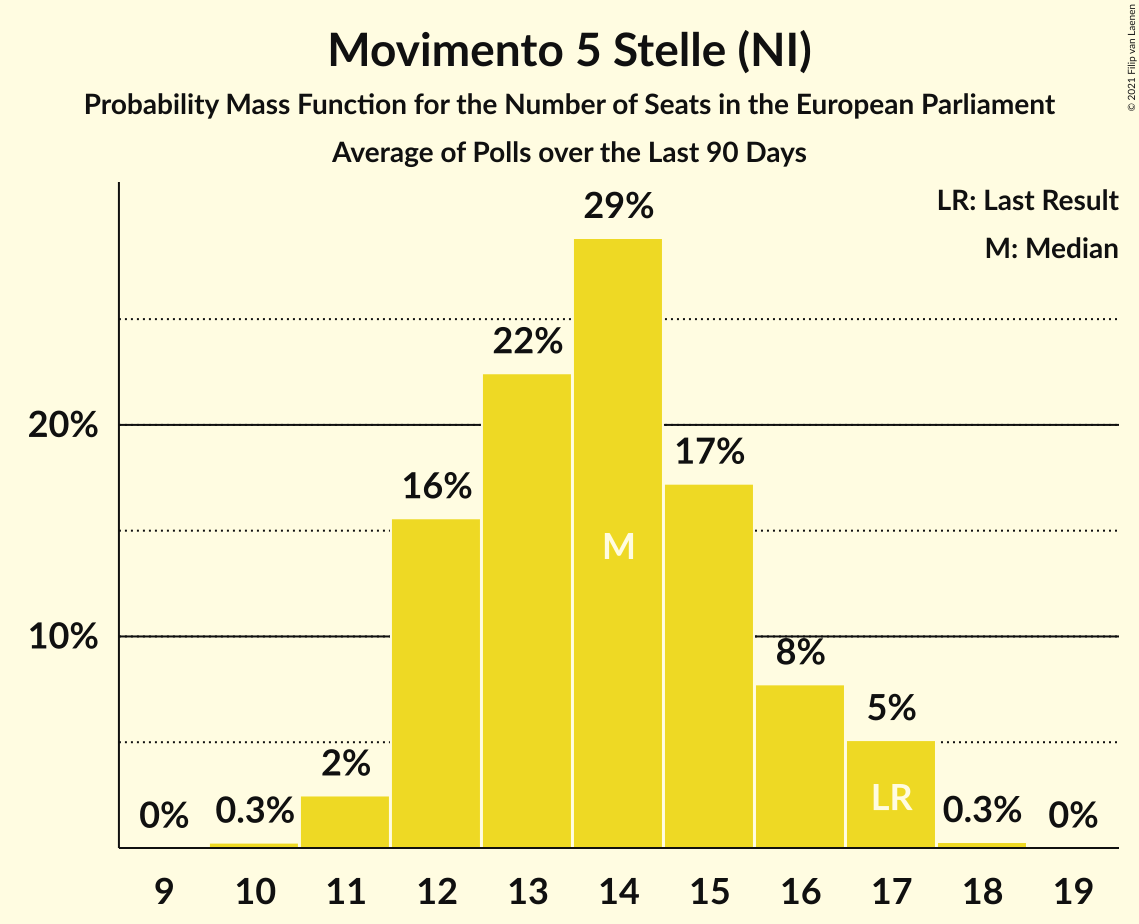 Movimento 5 Stelle (NI)
Probability Mass Function for the Number of Seats in the European Parliament
Average of Polls over the Last 90 Days
© 2021 Filip van Laenen
LR: Last Result
M: Median
29%
22%
20%
17%
16%
M
10%
8%
5%
2%
LR
0%
0.3%
0.3%
0%
9 10 11 12 13 14 15 16 17 18 19